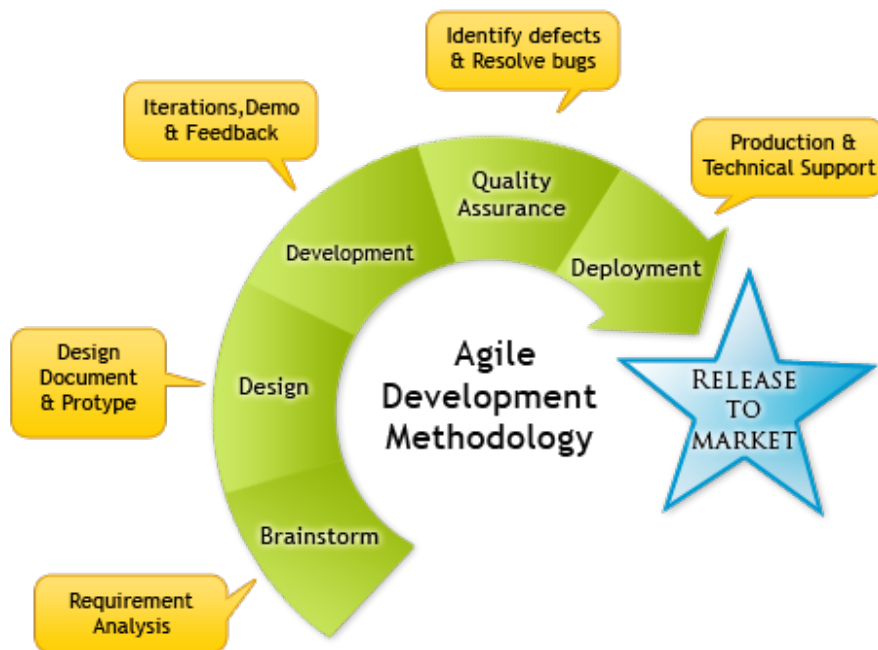 Identify defects
& Resolve bugs
Iterations,Demo
& Feedback
Production &
Technical Support
Quality
Assurance
Development
Deployment
Design
Document
& Protype
Design
Agile
Development
Methodology
RELEASE
TO
MARKET
Brainstorm
Requirement
Analysis